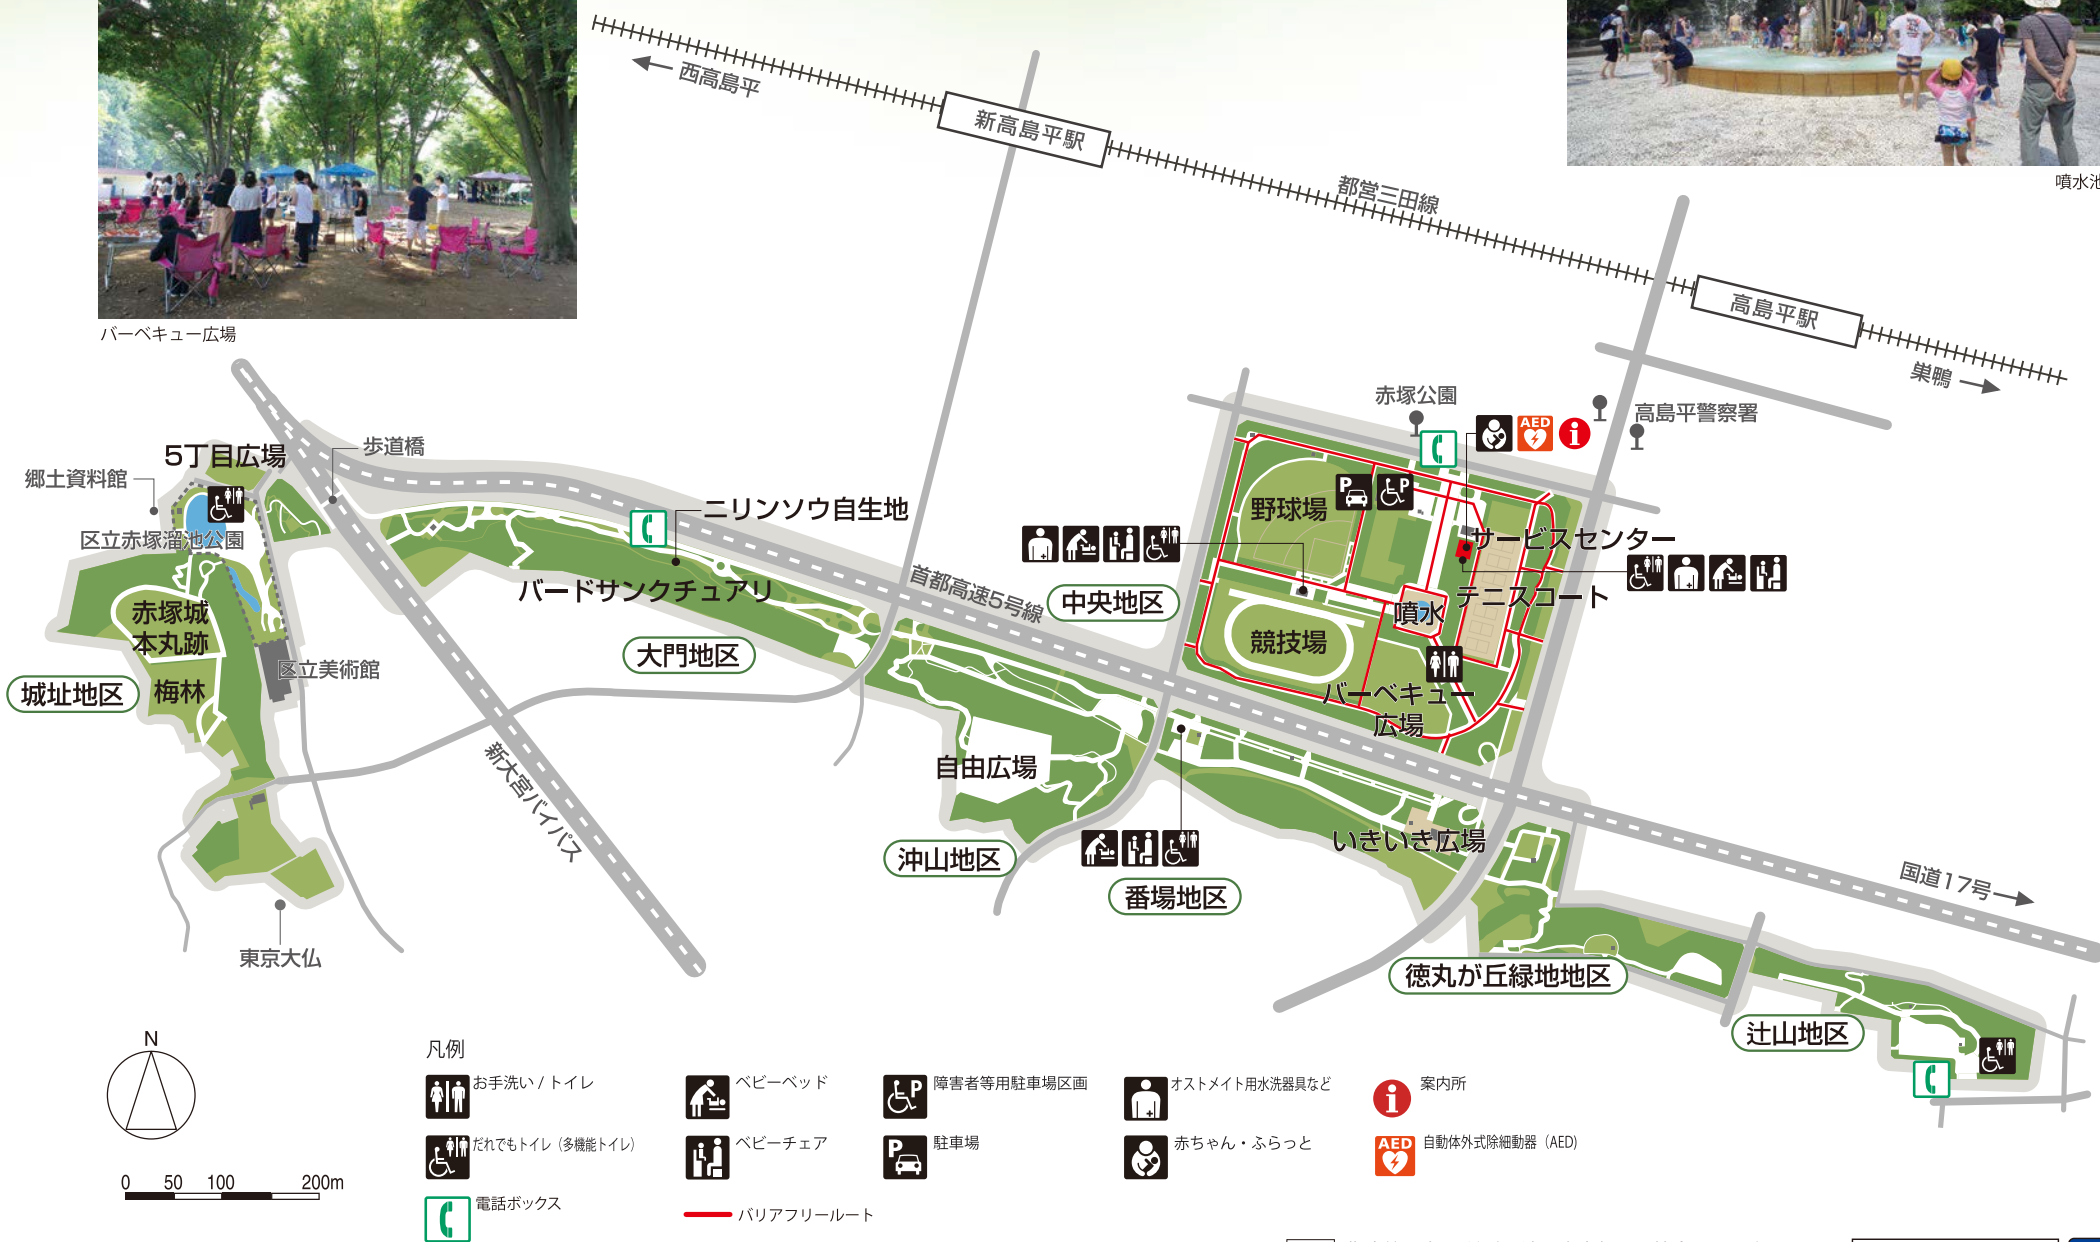 バーベキュー広場
噴水池
← 西高島平
新高島平駅
都営三田線
高島平駅
巣鴨 →
赤塚公園
高島平警察署
AED
i
5丁目広場
歩道橋
郷土資料館
区立赤塚溜池公園
ニリンソウ自生地
バードサンクチュアリ
首都高速5号線
野球場
P
P
サービスセンター
中央地区
噴水
テニスコート
競技場
赤塚城
本丸跡
大門地区
区立美術館
城址地区
梅林
バーベキュー
広場
新大宮バイパス
自由広場
いきいき広場
沖山地区
番場地区
国道17号→
東京大仏
徳丸が丘緑地地区
辻山地区
N
0 50 100 200m
凡例
お手洗い / トイレ
ベビーベッド
P
障害者等用駐車場区画
オストメイト用水洗器具など
i
案内所
だれでもトイレ（多機能トイレ）
ベビーチェア
P
駐車場
赤ちゃん・ふらっと
AED
自動体外式除細動器（AED)
電話ボックス
バリアフリールート